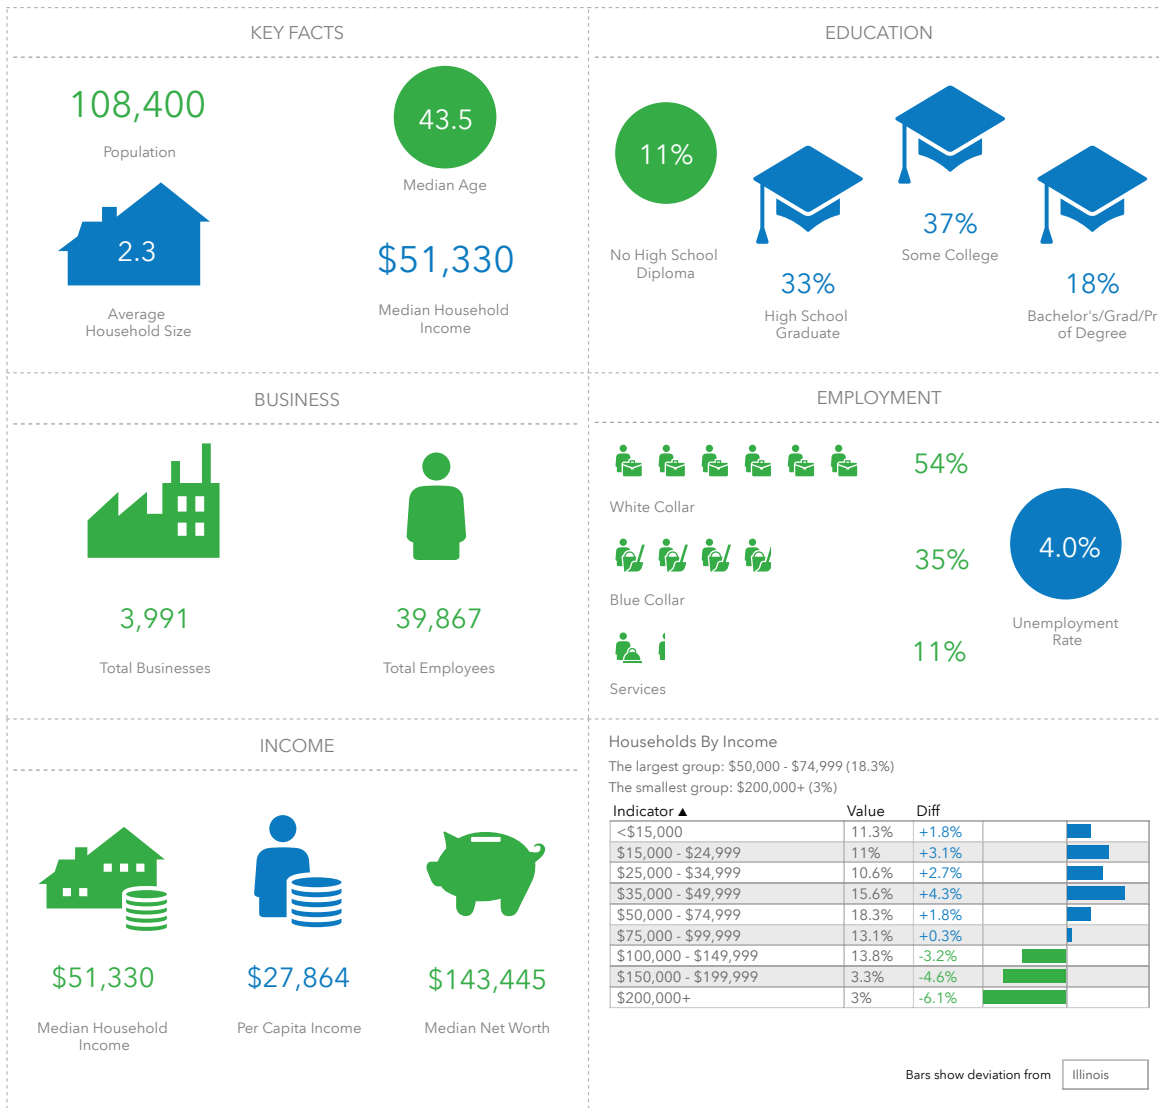 KEY FACTS
108,400
Population
43.5
Median Age
2.3
Average
Household Size
$51,330
Median Household
Income
EDUCATION
11%
No High School
Diploma
33%
High School
Graduate
37%
Some College
18%
Bachelor's/Grad/Pr
of Degree
BUSINESS
3,991
Total Businesses
39,867
Total Employees
EMPLOYMENT
54%
White Collar
35%
Blue Collar
11%
Services
4.0%
Unemployment
Rate
INCOME
$51,330
Median Household
Income
$27,864
Per Capita Income
$143,445
Median Net Worth
Households By Income
The largest group: $50,000 - $74,999 (18.3%)
The smallest group: $200,000+ (3%)
Indicator ▲ Value Diff
<$15,000 11.3% +1.8%
$15,000 - $24,999 11% +3.1%
$25,000 - $34,999 10.6% +2.7%
$35,000 - $49,999 15.6% +4.3%
$50,000 - $74,999 18.3% +1.8%
$75,000 - $99,999 13.1% +0.3%
$100,000 - $149,999 13.8% -3.2%
$150,000 - $199,999 3.3% -4.6%
$200,000+ 3% -6.1%
Bars show deviation from Illinois